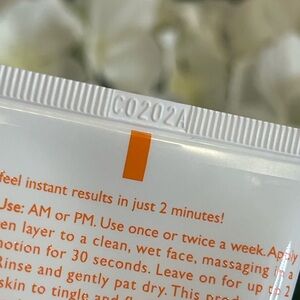 C0202A
feel instant results in just 2 minutes!
Use: AM or PM. Use once or twice a week. Apply
en layer to a clean, wet face, massaging in a
motion for 30 seconds. Leave on for up to 2
Rinse and gently pat dry. This pro
skin to tingle and